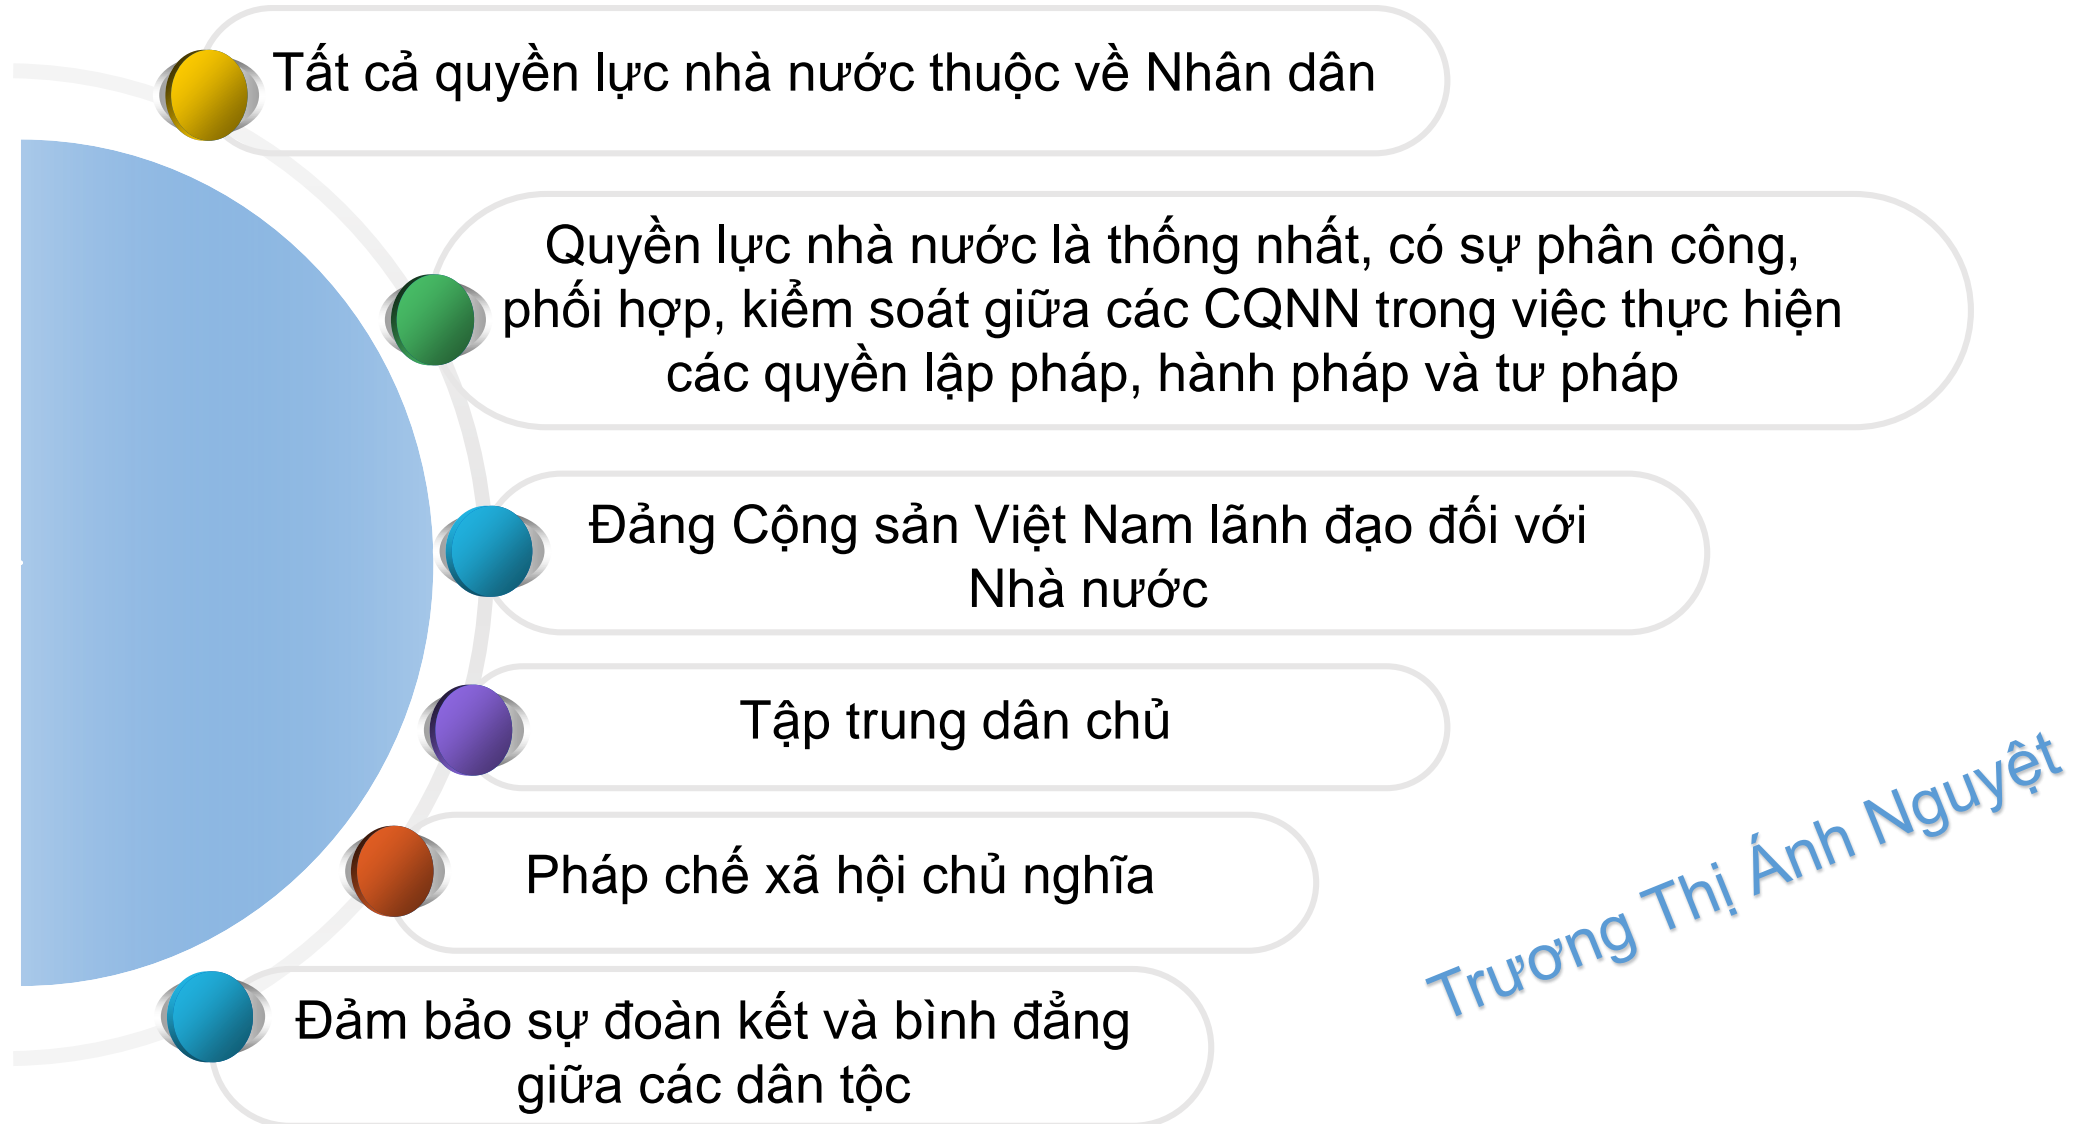 Tất cả quyền lực nhà nước thuộc về Nhân dân
Quyền lực nhà nước là thống nhất, có sự phân công,
phối hợp, kiểm soát giữa các CQNN trong việc thực hiện
các quyền lập pháp, hành pháp và tư pháp
Đảng Cộng sản Việt Nam lãnh đạo đối với
Nhà nước
Tập trung dân chủ
Pháp chế xã hội chủ nghĩa
Đảm bảo sự đoàn kết và bình đẳng
giữa các dân tộc
Trương Thị Ánh Nguyệt